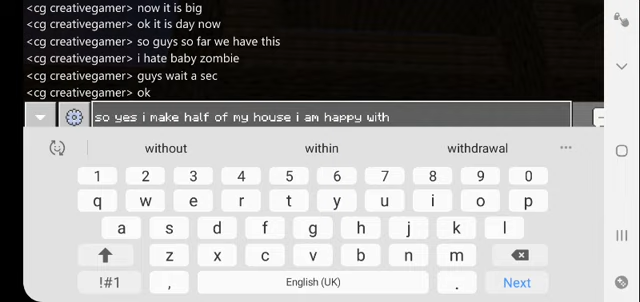 <cg creativegamer> now it is big
<cg creativegamer> ok it is day now
<cg creativegamer> so guys so far we have this
<cg creativegamer> i hate baby zombie
<cg creativegamer> guys wait a sec
<cg creativegamer> ok
so yes i make half of my house i am happy with
without within withdrawal
1 2 3 4 5 6 7 8 9 0
q w e r t y u i o p
a s d f g h j k l
z x c v b n m
!#1 , English (UK) . Next